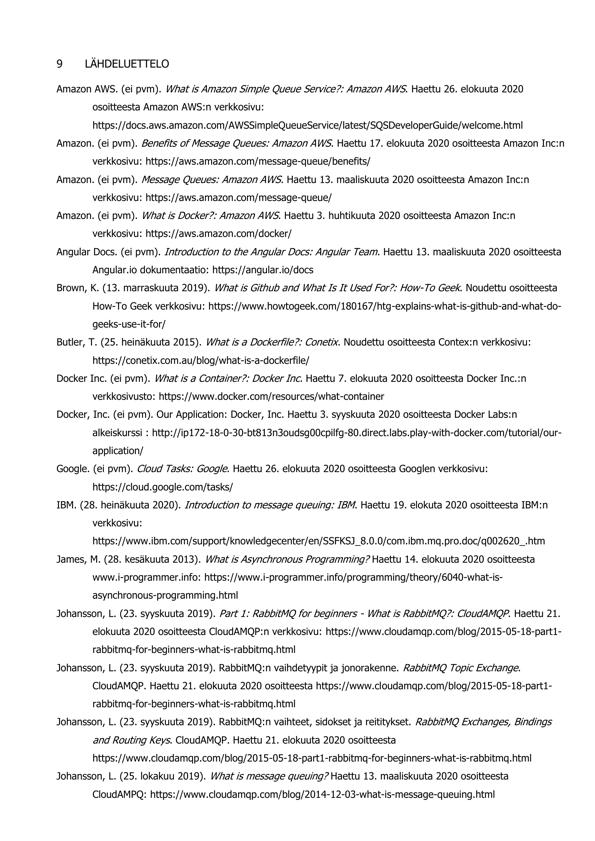 9 LÄHDELUETTELO
Amazon AWS. (ei pvm). What is Amazon Simple Queue Service?: Amazon AWS. Haettu 26. elokuuta 2020
osoitteesta Amazon AWS:n verkkosivu:
https://docs.aws.amazon.com/AWSSimpleQueueService/latest/SQSDeveloperGuide/welcome.html
Amazon. (ei pvm). Benefits of Message Queues: Amazon AWS. Haettu 17. elokuuta 2020 osoitteesta Amazon Inc:n
verkkosivu: https://aws.amazon.com/message-queue/benefits/
Amazon. (ei pvm). Message Queues: Amazon AWS. Haettu 13. maaliskuuta 2020 osoitteesta Amazon Inc:n
verkkosivu: https://aws.amazon.com/message-queue/
Amazon. (ei pvm). What is Docker?: Amazon AWS. Haettu 3. huhtikuuta 2020 osoitteesta Amazon Inc:n
verkkosivu: https://aws.amazon.com/docker/
Angular Docs. (ei pvm). Introduction to the Angular Docs: Angular Team. Haettu 13. maaliskuuta 2020 osoitteesta
Angular.io dokumentaatio: https://angular.io/docs
Brown, K. (13. marraskuuta 2019). What is Github and What Is It Used For?: How-To Geek. Noudettu osoitteesta
How-To Geek verkkosivu: https://www.howtogeek.com/180167/htg-explains-what-is-github-and-what-do-
geeks-use-it-for/
Butler, T. (25. heinäkuuta 2015). What is a Dockerfile?: Conetix. Noudettu osoitteesta Contex:n verkkosivu:
https://conetix.com.au/blog/what-is-a-dockerfile/
Docker Inc. (ei pvm). What is a Container?: Docker Inc. Haettu 7. elokuuta 2020 osoitteesta Docker Inc.:n
verkkosivusto: https://www.docker.com/resources/what-container
Docker, Inc. (ei pvm). Our Application: Docker, Inc. Haettu 3. syyskuuta 2020 osoitteesta Docker Labs:n
alkeiskurssi : http://ip172-18-0-30-bt813n3oudsg00cpilfg-80.direct.labs.play-with-docker.com/tutorial/our-
application/
Google. (ei pvm). Cloud Tasks: Google. Haettu 26. elokuuta 2020 osoitteesta Googlen verkkosivu:
https://cloud.google.com/tasks/
IBM. (28. heinäkuuta 2020). Introduction to message queuing: IBM. Haettu 19. elokuta 2020 osoitteesta IBM:n
verkkosivu:
https://www.ibm.com/support/knowledgecenter/en/SSFKSJ_8.0.0/com.ibm.mq.pro.doc/q002620_.htm
James, M. (28. kesäkuuta 2013). What is Asynchronous Programming? Haettu 14. elokuuta 2020 osoitteesta
www.i-programmer.info: https://www.i-programmer.info/programming/theory/6040-what-is-
asynchronous-programming.html
Johansson, L. (23. syyskuuta 2019). Part 1: RabbitMQ for beginners - What is RabbitMQ?: CloudAMQP. Haettu 21.
elokuuta 2020 osoitteesta CloudAMQP:n verkkosivu: https://www.cloudamqp.com/blog/2015-05-18-part1-
rabbitmq-for-beginners-what-is-rabbitmq.html
Johansson, L. (23. syyskuuta 2019). RabbitMQ:n vaihdetyypit ja jonorakenne. RabbitMQ Topic Exchange.
CloudAMQP. Haettu 21. elokuuta 2020 osoitteesta https://www.cloudamqp.com/blog/2015-05-18-part1-
rabbitmq-for-beginners-what-is-rabbitmq.html
Johansson, L. (23. syyskuuta 2019). RabbitMQ:n vaihteet, sidokset ja reititykset. RabbitMQ Exchanges, Bindings
and Routing Keys. CloudAMQP. Haettu 21. elokuuta 2020 osoitteesta
https://www.cloudamqp.com/blog/2015-05-18-part1-rabbitmq-for-beginners-what-is-rabbitmq.html
Johansson, L. (25. lokakuu 2019). What is message queuing? Haettu 13. maaliskuuta 2020 osoitteesta
CloudAMPQ: https://www.cloudamqp.com/blog/2014-12-03-what-is-message-queuing.html